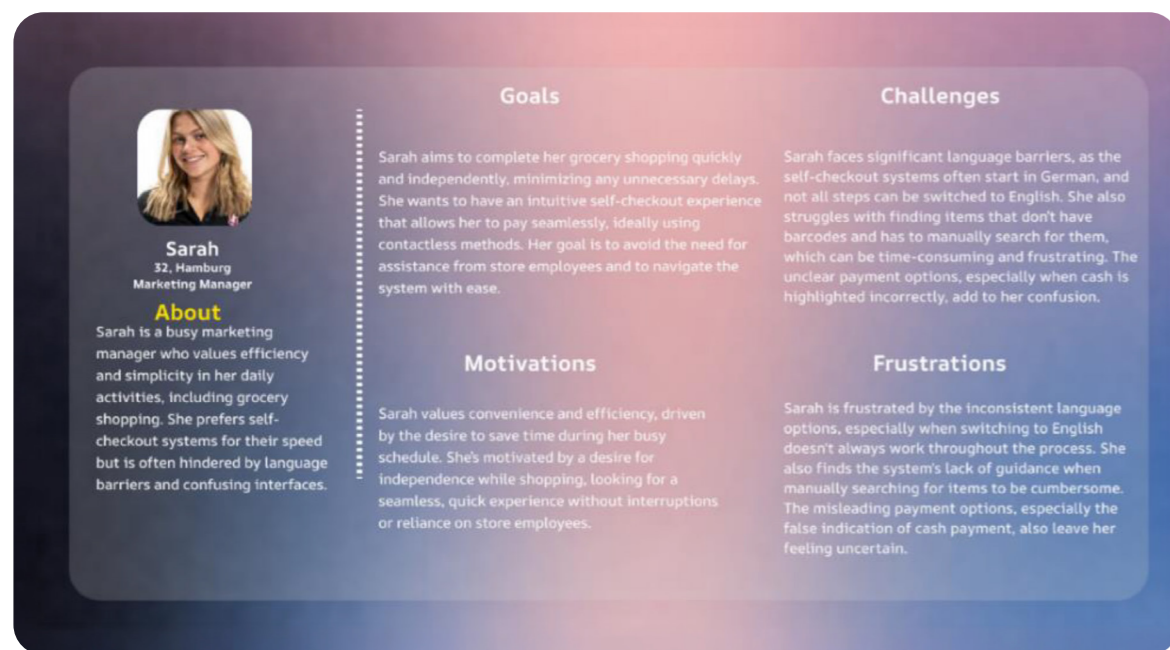 Sarah
32, Hamburg
Marketing Manager
About
Sarah is a busy marketing
manager who values efficiency
and simplicity in her daily
activities, including grocery
shopping. She prefers self-
checkout systems for their speed
but is often hindered by language
barriers and confusing interfaces.
Goals
Sarah aims to complete her grocery shopping quickly
and independently, minimizing any unnecessary delays.
She wants to have an intuitive self-checkout experience
that allows her to pay seamlessly, ideally using
contactless methods. Her goal is to avoid the need for
assistance from store employees and to navigate the
system with ease.
Motivations
Sarah values convenience and efficiency, driven
by the desire to save time during her busy
schedule. She's motivated by a desire for
independence while shopping, looking for a
seamless, quick experience without interruptions
or reliance on store employees.
Challenges
Sarah faces significant language barriers, as the
self-checkout systems often start in German, and
not all steps can be switched to English. She also
struggles with finding items that don't have
barcodes and has to manually search for them,
which can be time-consuming and frustrating. The
unclear payment options, especially when cash is
highlighted incorrectly, add to her confusion.
Frustrations
Sarah is frustrated by the inconsistent language
options, especially when switching to English
doesn't always work throughout the process. She
also finds the system's lack of guidance when
manually searching for items to be cumbersome.
The misleading payment options, especially the
false indication of cash payment, also leave her
feeling uncertain.